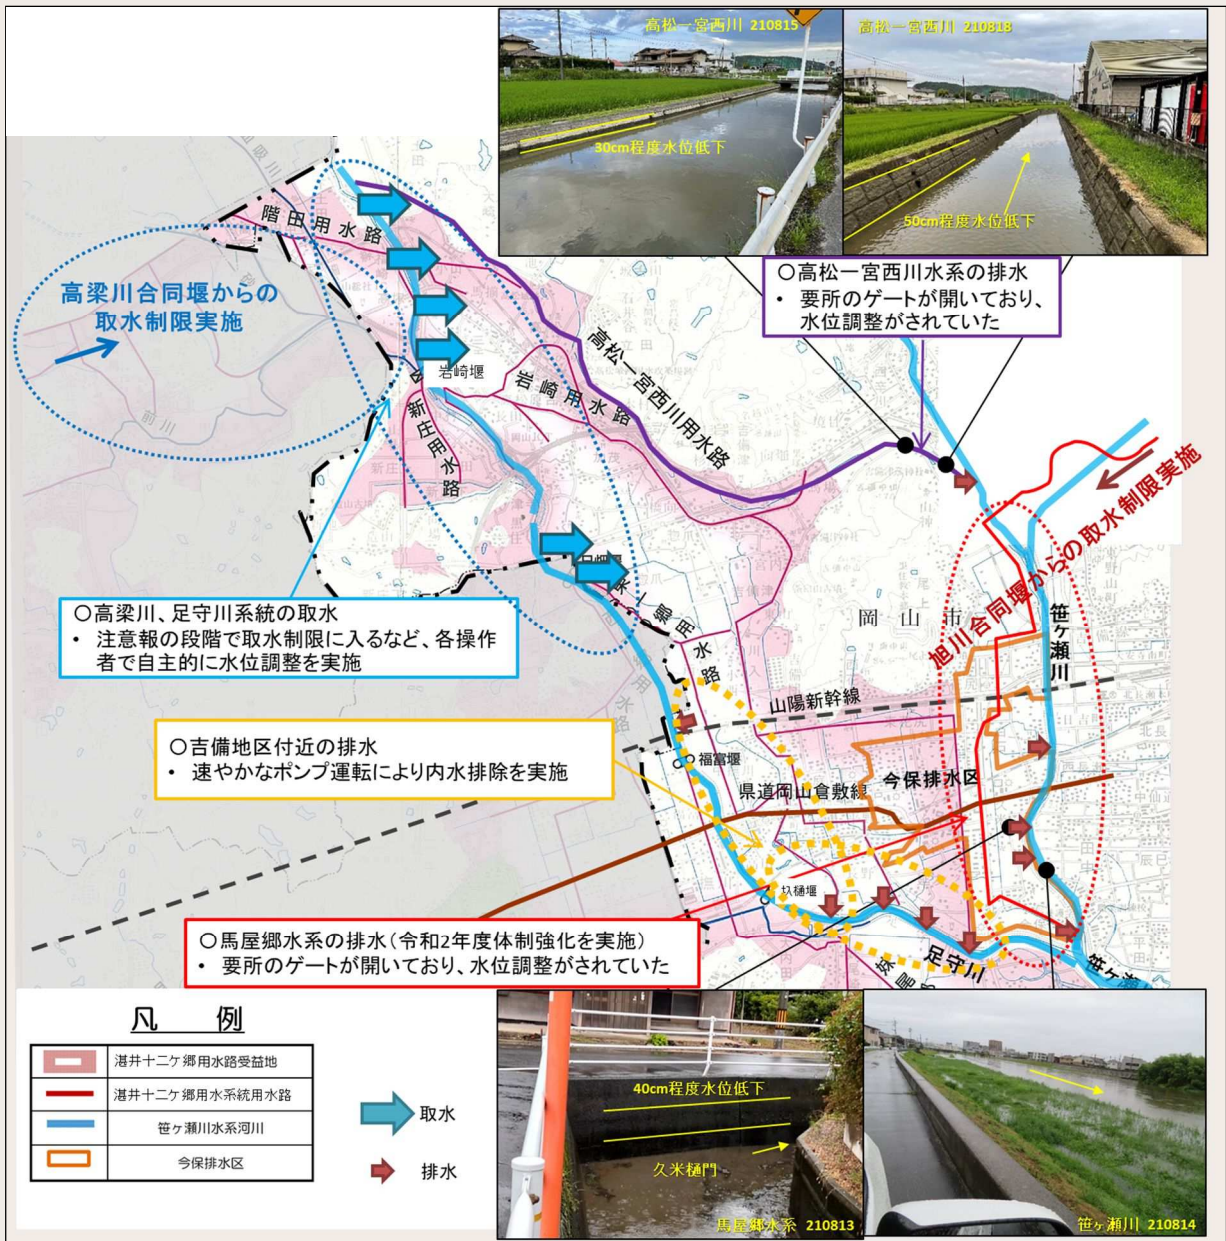 高松一宮西川 210815
30cm程度水位低下
高松一宮西川 210818
50cm程度水位低下
○高松一宮西川水系の排水
・ 要所のゲートが開いており、
水位調整がされていた
階田用水路
高梁川合同堰からの
取水制限実施
前川
岩崎堰
岩崎用水路
高松一宮西川用水路
新庄用水路
旭川合同堰からの取水制限実施
岡山市
笹ヶ瀬川
○高梁川、足守川系統の取水
・ 注意報の段階で取水制限に入るなど、各操作
者で自主的に水位調整を実施
山陽新幹線
○吉備地区付近の排水
・ 速やかなポンプ運転により内水排除を実施
福富堰
今保排水区
県道岡山倉敷線
○馬屋郷水系の排水（令和2年度体制強化を実施）
・ 要所のゲートが開いており、水位調整がされていた
足守川
笹ヶ瀬
凡 例
湛井十二ケ郷用水路受益地
湛井十二ケ郷用水系統用水路
笹ヶ瀬川水系河川
今保排水区
取水
排水
40cm程度水位低下
久米樋門
馬屋郷水系 210813
笹ヶ瀬川 210814